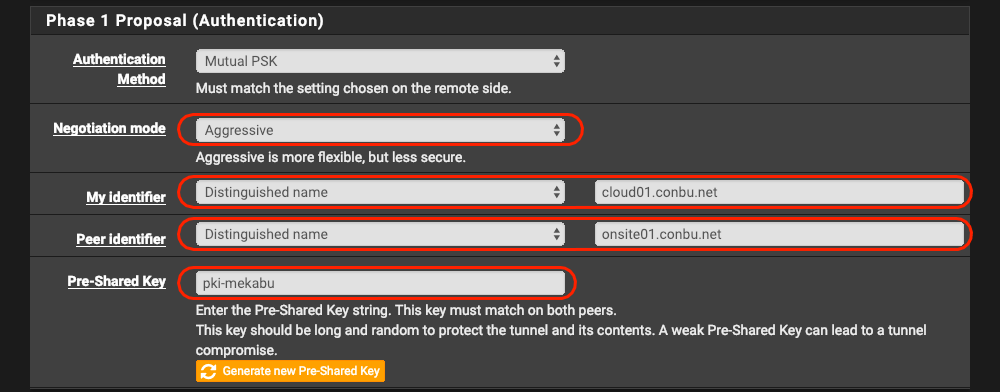 Phase 1 Proposal (Authentication)
Authentication Method
Mutual PSK
Must match the setting chosen on the remote side.
Negotiation mode
Aggressive
Aggressive is more flexible, but less secure.
My identifier
Distinguished name
cloud01.conbu.net
Peer identifier
Distinguished name
onsite01.conbu.net
Pre-Shared Key
pki-mekabu
Enter the Pre-Shared Key string. This key must match on both peers.
This key should be long and random to protect the tunnel and its contents. A weak Pre-Shared Key can lead to a tunnel
compromise.
Generate new Pre-Shared Key